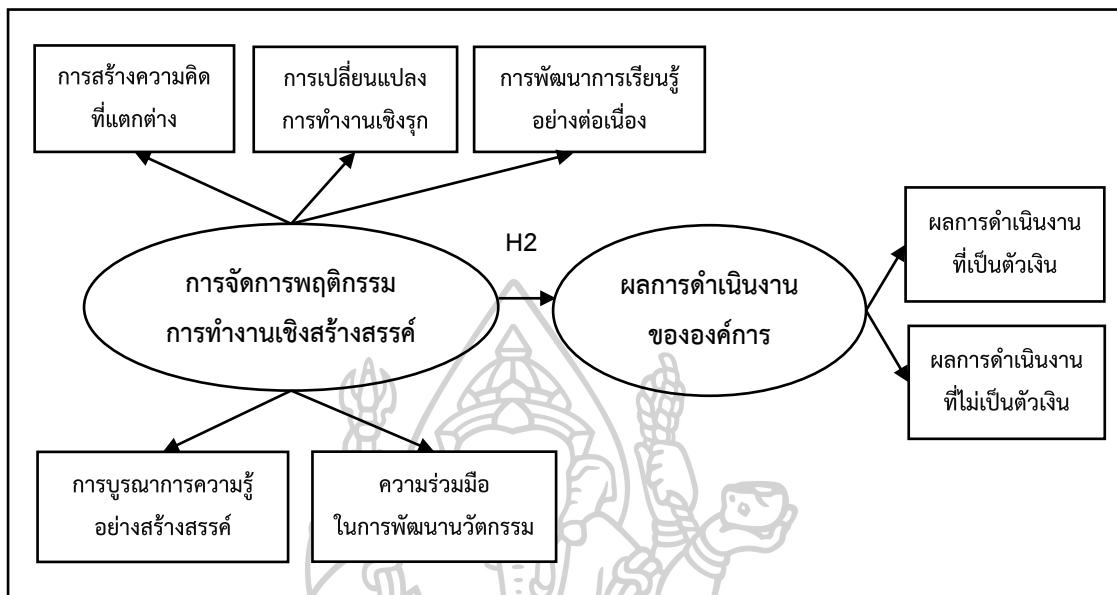 การสร้างความคิด
ที่แตกต่าง
การเปลี่ยนแปลง
การทำงานเชิงรุก
การพัฒนาการเรียนรู้
อย่างต่อเนื่อง
การจัดการพฤติกรรม
การทำงานเชิงสร้างสรรค์
H2
ผลการดำเนินงาน
ขององค์การ
ผลการดำเนินงาน
ที่เป็นตัวเงิน
ผลการดำเนินงาน
ที่ไม่เป็นตัวเงิน
การบูรณาการความรู้
อย่างสร้างสรรค์
ความร่วมมือ
ในการพัฒนานวัตกรรม